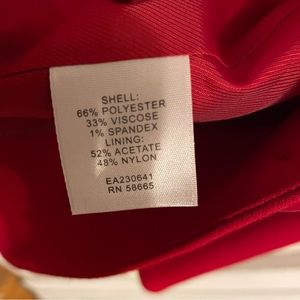 SHELL:
66% POLYESTER
33% VISCOSE
1% SPANDEX
LINING:
52% ACETATE
48% NYLON
EA230641
RN 58665